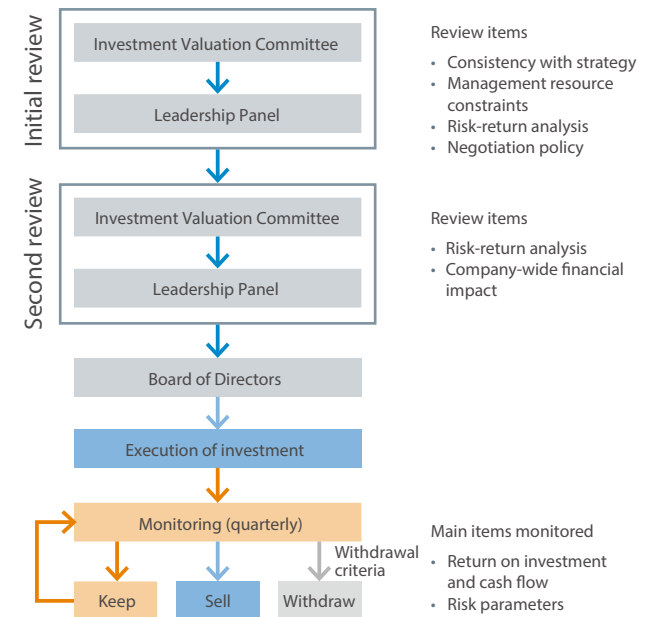 Initial review
Investment Valuation Committee
Leadership Panel
Review items
• Consistency with strategy
• Management resource
constraints
• Risk-return analysis
• Negotiation policy
Second review
Investment Valuation Committee
Leadership Panel
Review items
• Risk-return analysis
• Company-wide financial
impact
Board of Directors
Execution of investment
Monitoring (quarterly)
Withdrawal
criteria
Keep
Sell
Withdraw
Main items monitored
• Return on investment
and cash flow
• Risk parameters